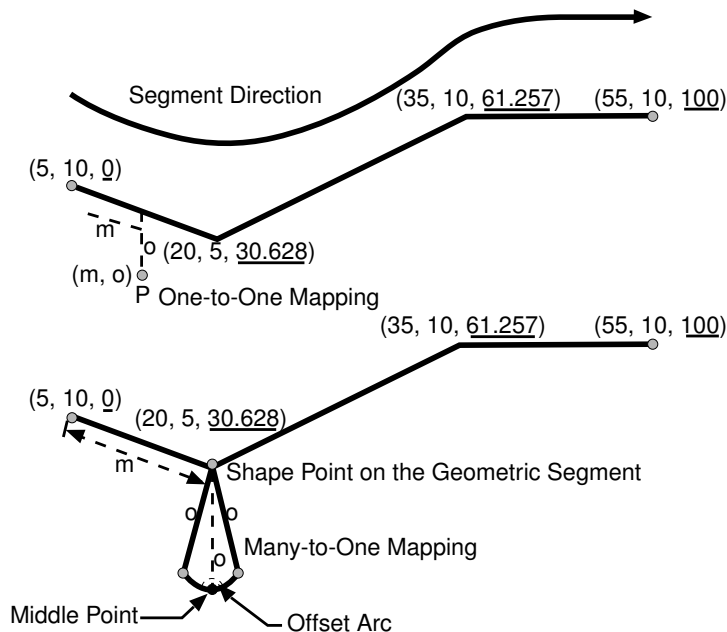 Segment Direction
(35, 10, 61.257)
(55, 10, 100)
(5, 10, 0)
m
o
(20, 5, 30.628)
(m, o)
P
One-to-One Mapping
(35, 10, 61.257)
(55, 10, 100)
(5, 10, 0)
(20, 5, 30.628)
m
Shape Point on the Geometric Segment
o
o
o
Many-to-One Mapping
Middle Point
Offset Arc